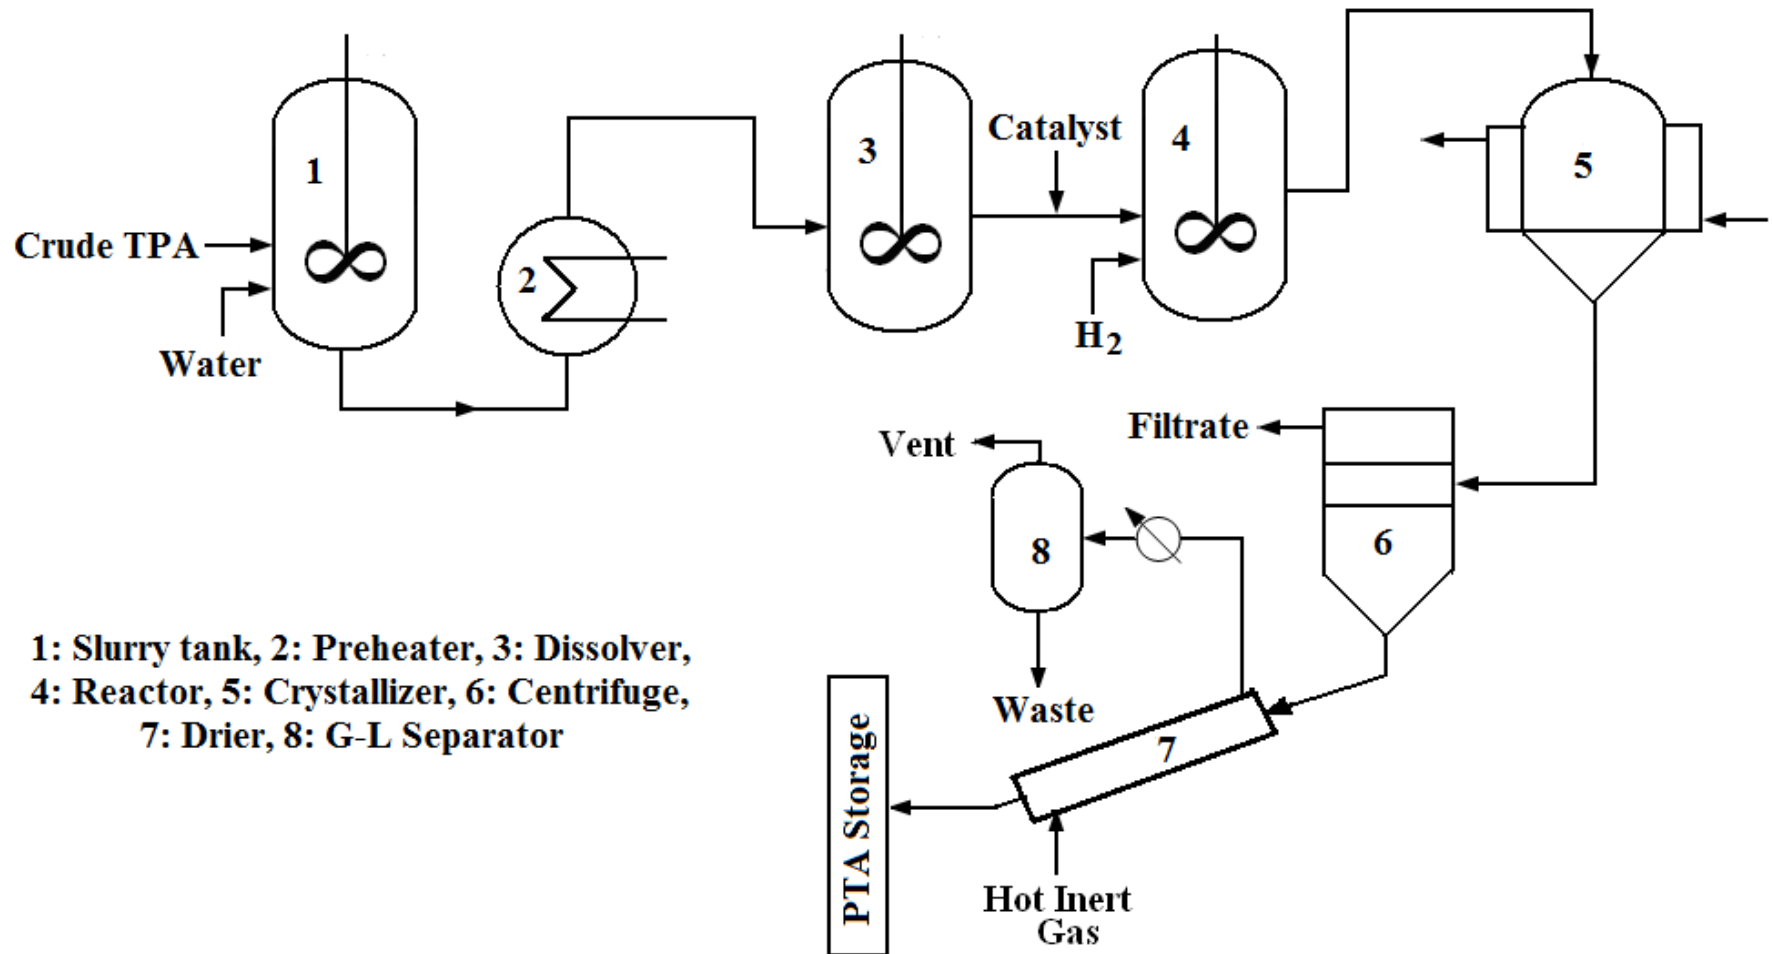 1
2
3
4
5
Catalyst
Crude TPA
Water
H2
Filtrate
Vent
6
8
1: Slurry tank, 2: Preheater, 3: Dissolver,
4: Reactor, 5: Crystallizer, 6: Centrifuge,
7: Drier, 8: G-L Separator
Waste
7
PTA Storage
Hot Inert
Gas